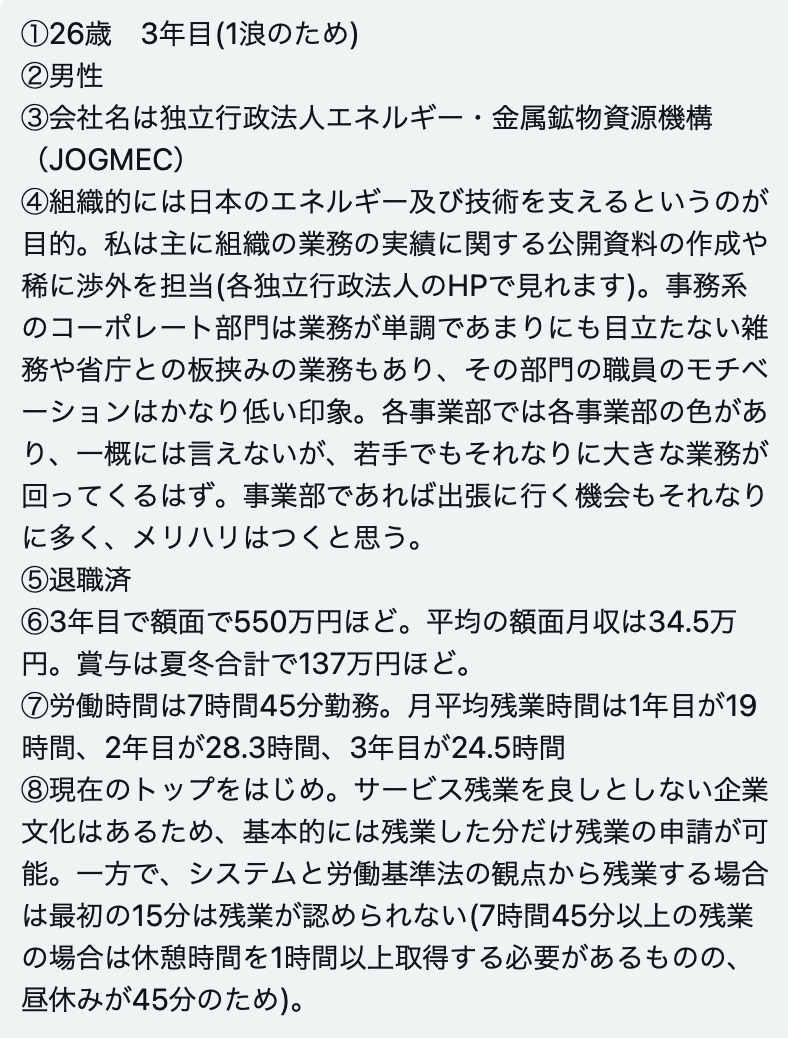 ①26歳　3年目(1浪のため)
②男性
③会社名は独立行政法人エネルギー・金属鉱物資源機構
（JOGMEC）
④組織的には日本のエネルギー及び技術を支えるというのが
目的。私は主に組織の業務の実績に関する公開資料の作成や
稀に渉外を担当(各独立行政法人のHPで見れます)。事務系
のコーポレート部門は業務が単調であまりにも目立たない雑
務や省庁との板挟みの業務もあり、その部門の職員のモチベ
ーションはかなり低い印象。各事業部では各事業部の色があ
り、一概には言えないが、若手でもそれなりに大きな業務が
回ってくるはず。事業部であれば出張に行く機会もそれなり
に多く、メリハリはつくと思う。
⑤退職済
⑥3年目で額面で550万円ほど。平均の額面月収は34.5万
円。賞与は夏冬合計で137万円ほど。
⑦労働時間は7時間45分勤務。月平均残業時間は1年目が19
時間、2年目が28.3時間、3年目が24.5時間
⑧現在のトップをはじめ。サービス残業を良しとしない企業
文化はあるため、基本的には残業した分だけ残業の申請が可
能。一方で、システムと労働基準法の観点から残業する場合
は最初の15分は残業が認められない(7時間45分以上の残業
の場合は休憩時間を1時間以上取得する必要があるものの、
昼休みが45分のため)。